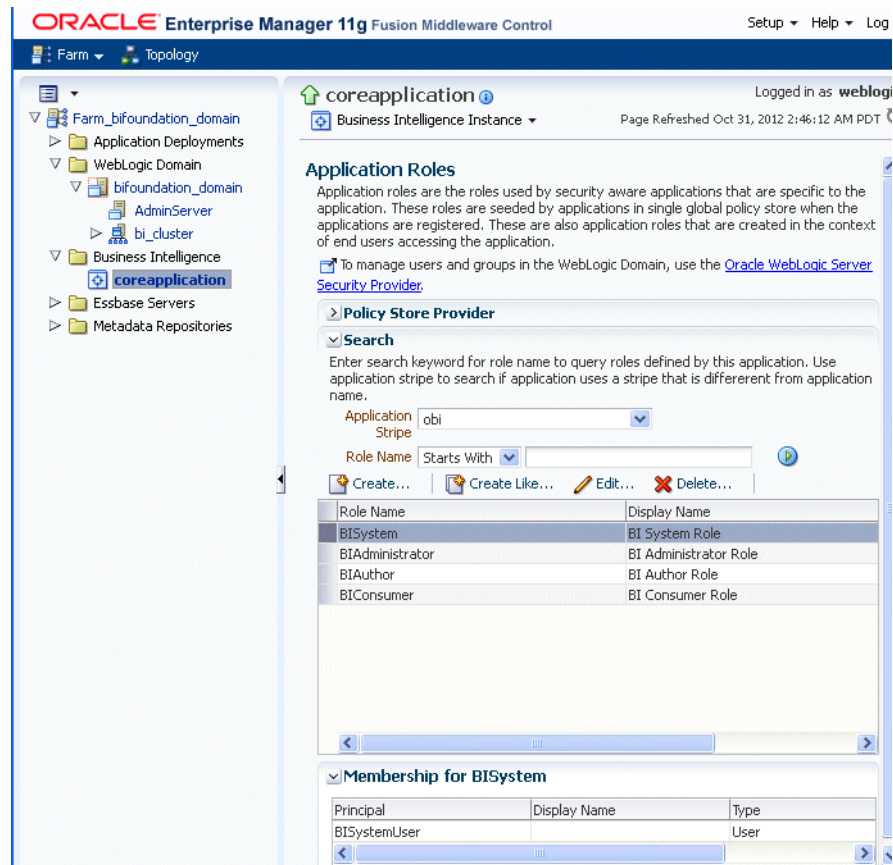 ORACLE Enterprise Manager 11g Fusion Middleware Control
Setup Help Log
Farm Topology
Farm_bifoundation_domain
Application Deployments
WebLogic Domain
bifoundation_domain
AdminServer
bi_cluster
Business Intelligence
coreapplication
Essbase Servers
Metadata Repositories
coreapplication
Logged in as weblogi
Business Intelligence Instance
Page Refreshed Oct 31, 2012 2:46:12 AM PDT
Application Roles
Application roles are the roles used by security aware applications that are specific to the
application. These roles are seeded by applications in single global policy store when the
applications are registered. These are also application roles that are created in the context
of end users accessing the application.
To manage users and groups in the WebLogic Domain, use the Oracle WebLogic Server
Security Provider.
Policy Store Provider
Search
Enter search keyword for role name to query roles defined by this application. Use
application stripe to search if application uses a stripe that is differerent from application
name.
Application
Stripe
obi
Role Name Starts With
Create... Create Like... Edit... Delete...
Role Name Display Name
BISystem BI System Role
BIAdministrator BI Administrator Role
BIAuthor BI Author Role
BIConsumer BI Consumer Role
Membership for BISystem
Principal Display Name Type
BISystemUser User